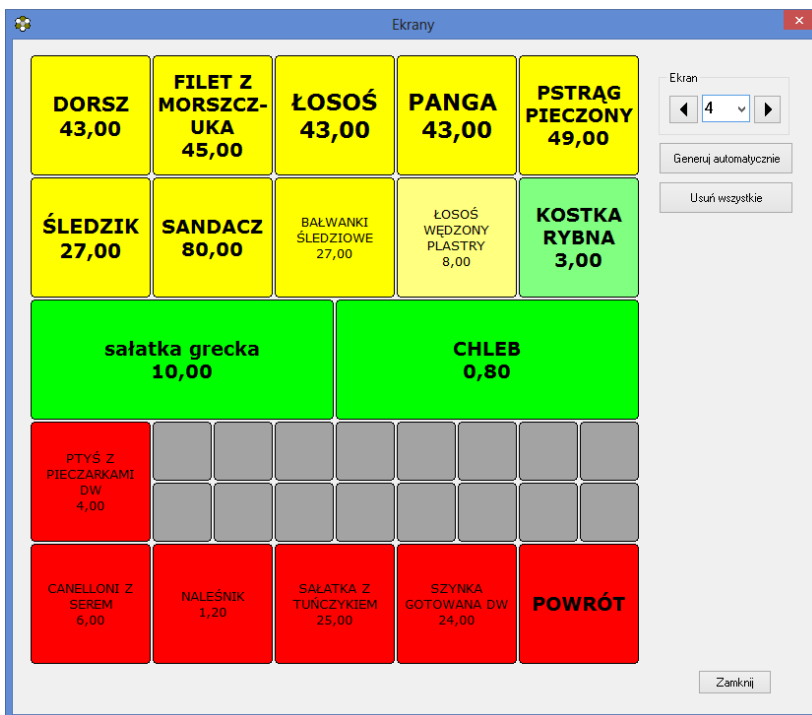 Ekrany
DORSZ
43,00
FILET Z
MORSZCZ-
UKA
45,00
ŁOSOŚ
43,00
PANGA
43,00
PSTRĄG
PIECZONY
49,00
Ekran
4
Generuj automatycznie
Usuń wszystkie
ŚLEDZIK
27,00
SANDACZ
80,00
BAŁWANKI
ŚLEDZIOWE
27,00
ŁOSOŚ
WĘDZONY
PLASTRY
8,00
KOSTKA
RYBNA
3,00
sałatka grecka
10,00
CHLEB
0,80
PTYŚ Z
PIECZARKAMI
DW
4,00
CANELLONI Z
SEREM
6,00
NALEŚNIK
1,20
SAŁATKA Z
TUŃCZYKIEM
25,00
SZYNKA
GOTOWANA DW
24,00
POWRÓT
Zamknij